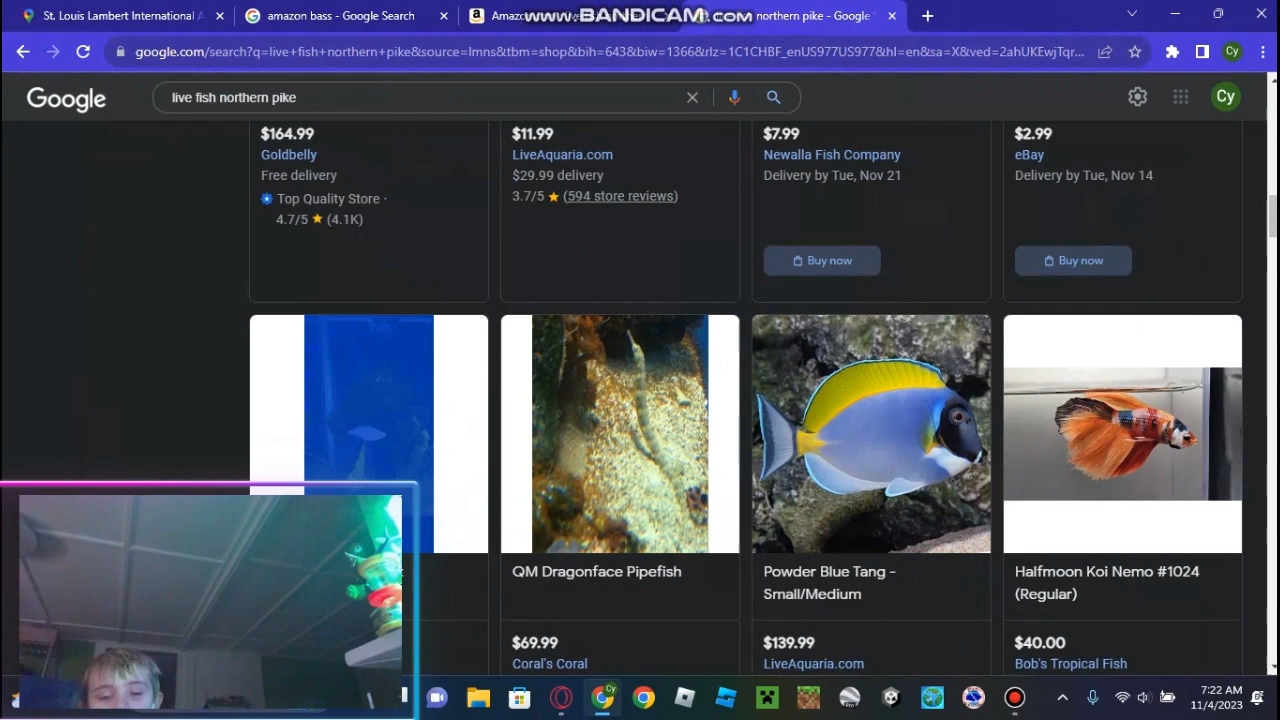 St. Louis Lambert International A
amazon bass - Google Search
Amazo
www.BANDICAM.com
northern pike - Google
google.com/search?q=live+fish+northern+pike&source=lmns&tbm=shop&bih=643&biw=1366&rlz=1C1CHBF_enUS977US977&hl=en&sa=X&ved=2ahUKEwjTqr...
Cy
Google
live fish northern pike
Cy
$164.99
Goldbelly
Free delivery
Top Quality Store ·
4.7/5 ★ (4.1K)
$11.99
LiveAquaria.com
$29.99 delivery
3.7/5 ★ (594 store reviews)
$7.99
Newalla Fish Company
Delivery by Tue, Nov 21
Buy now
$2.99
eBay
Delivery by Tue, Nov 14
Buy now
QM Dragonface Pipefish
$69.99
Coral's Coral
Powder Blue Tang -
Small/Medium
$139.99
LiveAquaria.com
Halfmoon Koi Nemo #1024
(Regular)
$40.00
Bob's Tropical Fish
Cy
7:22 AM
11/4/2023